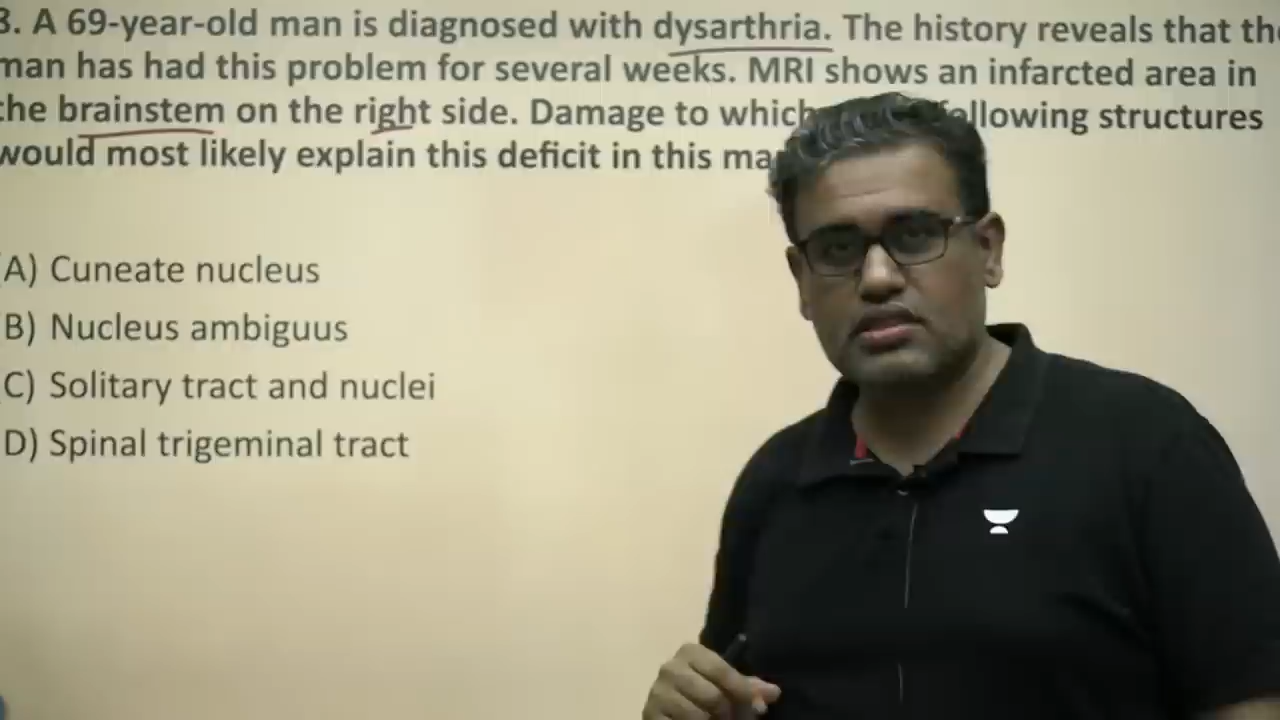 3. A 69-year-old man is diagnosed with dysarthria. The history reveals that the
man has had this problem for several weeks. MRI shows an infarcted area in
the brainstem on the right side. Damage to which following structures
would most likely explain this deficit in this
(A) Cuneate nucleus
(B) Nucleus ambiguus
(C) Solitary tract and nuclei
(D) Spinal trigeminal tract